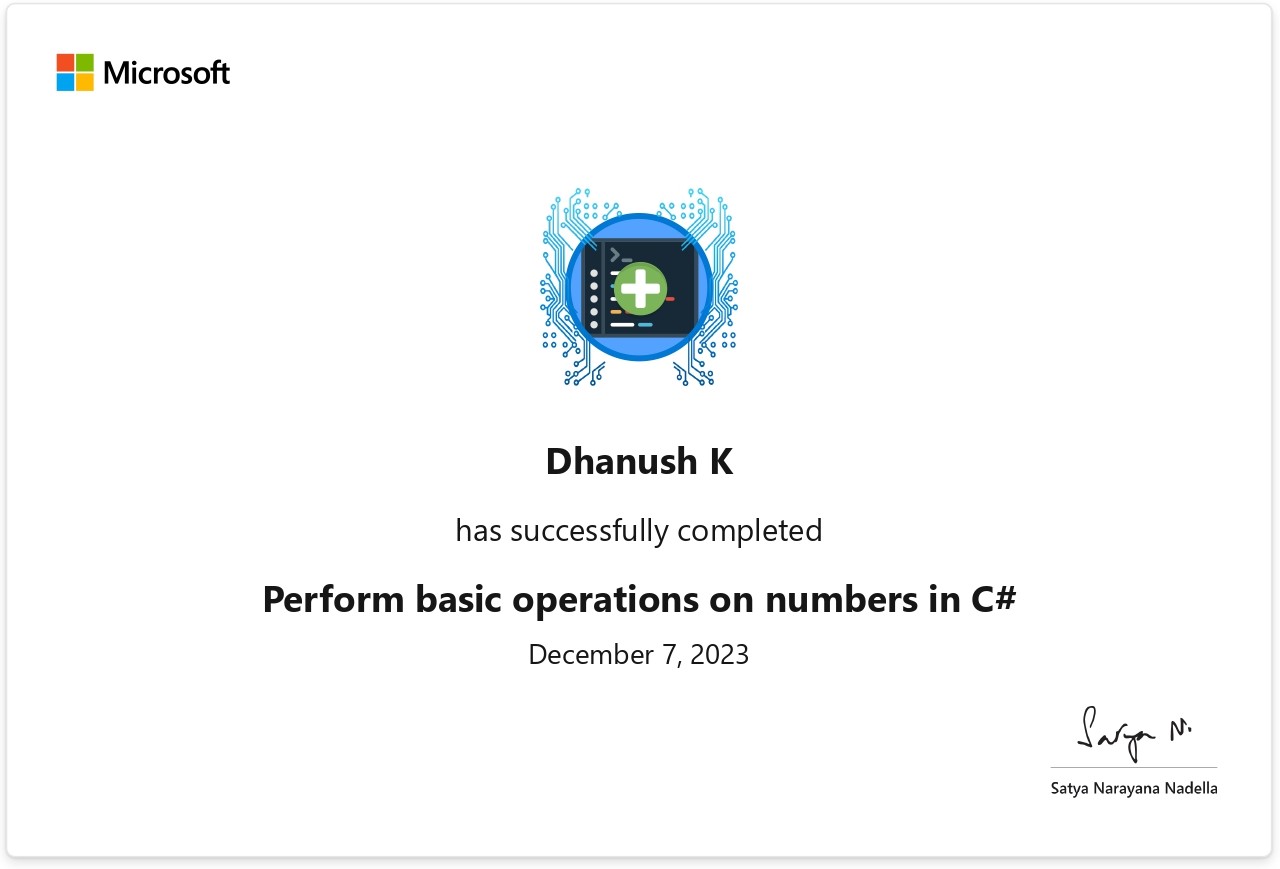 Microsoft
Dhanush K
has successfully completed
Perform basic operations on numbers in C#
December 7, 2023
Satya N.
Satya Narayana Nadella